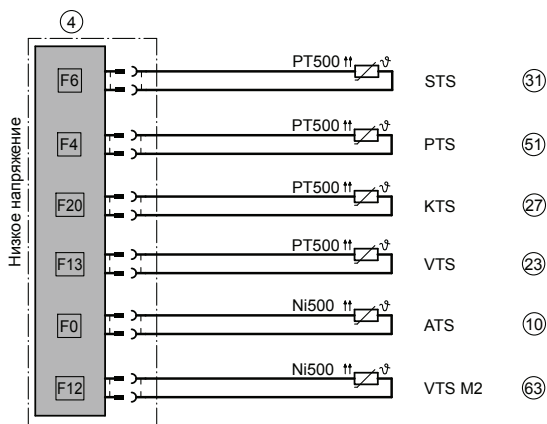 4
Низкое напряжение
F6 PT500 ϑ STS 31
F4 PT500 ϑ PTS 51
F20 PT500 ϑ KTS 27
F13 PT500 ϑ VTS 23
F0 Ni500 ϑ ATS 10
F12 Ni500 ϑ VTS M2 63